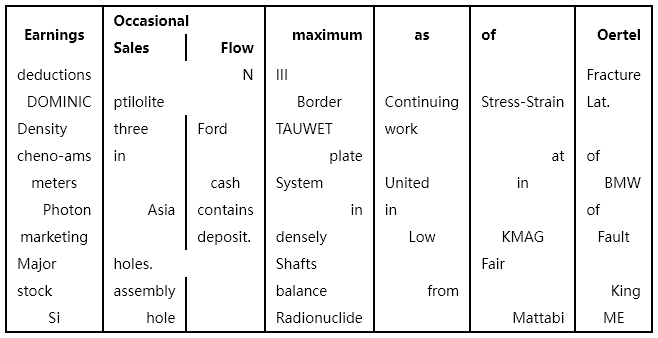 Earnings Occasional maximum as of Oertel
Sales Flow
deductions N III Fracture
DOMINIC ptilolite Border Continuing Stress-Strain Lat.
Density three Ford TAUWET work
cheno-ams in plate at of
meters cash System United in BMW
Photon Asia contains in in of
marketing deposit. densely Low KMAG Fault
Major holes. Shafts Fair
stock assembly balance from King
Si hole Radionuclide Mattabi ME